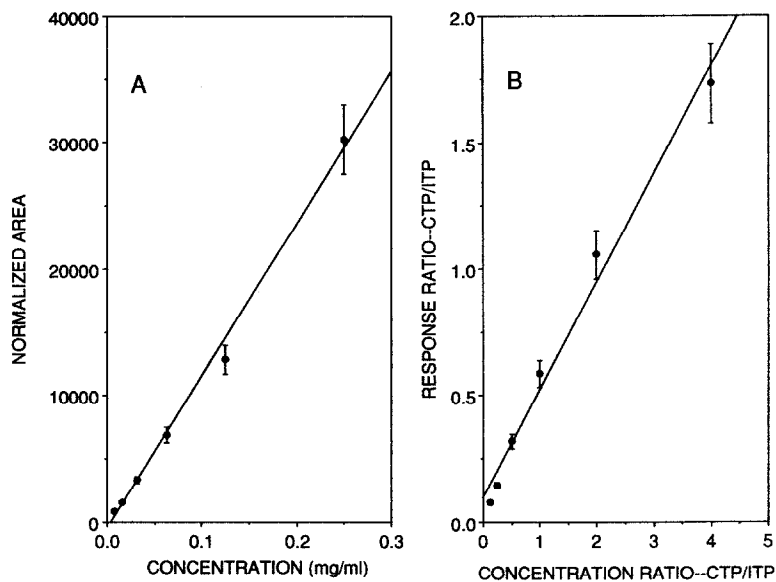 A
NORMALIZED AREA
40000
30000
20000
10000
0
0.0 0.1 0.2 0.3
CONCENTRATION (mg/ml)
B
RESPONSE RATIO--CTP/ITP
2.0
1.5
1.0
0.5
0.0
0 1 2 3 4 5
CONCENTRATION RATIO--CTP/ITP